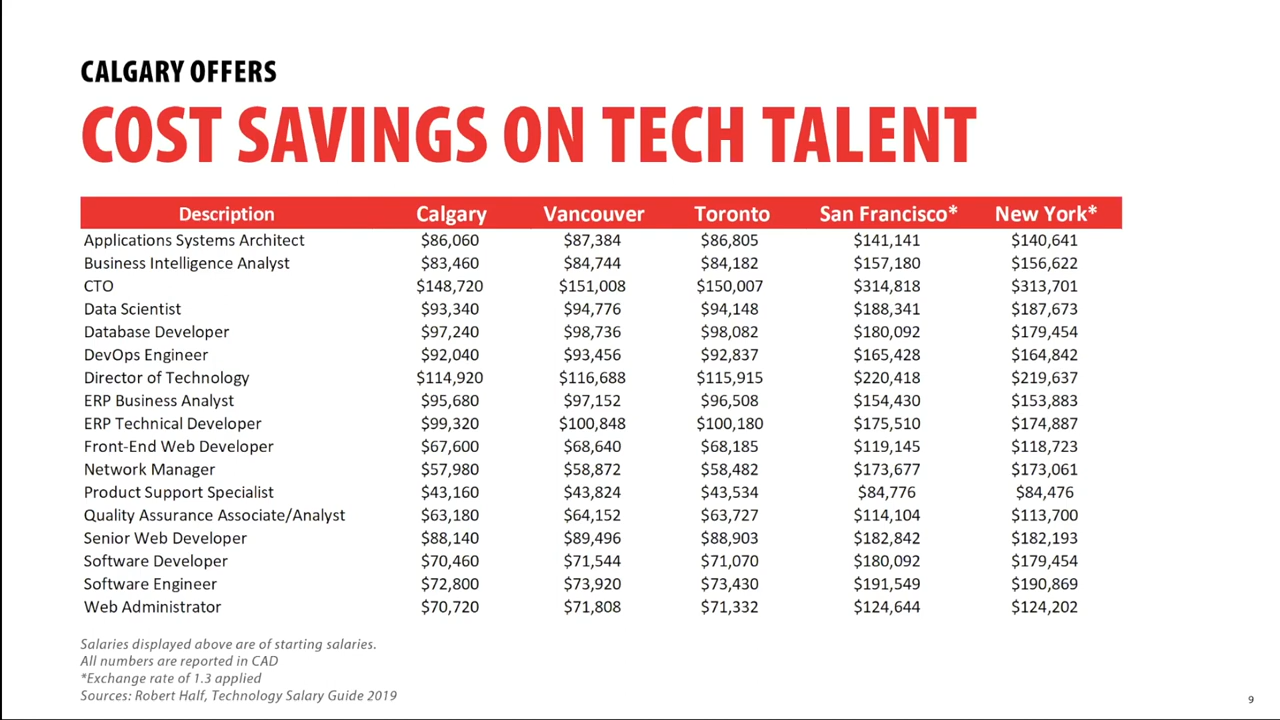 CALGARY OFFERS
COST SAVINGS ON TECH TALENT
Description Calgary Vancouver Toronto San Francisco* New York*
Applications Systems Architect $86,060 $87,384 $86,805 $141,141 $140,641
Business Intelligence Analyst $83,460 $84,744 $84,182 $157,180 $156,622
CTO $148,720 $151,008 $150,007 $314,818 $313,701
Data Scientist $93,340 $94,776 $94,148 $188,341 $187,673
Database Developer $97,240 $98,736 $98,082 $180,092 $179,454
DevOps Engineer $92,040 $93,456 $92,837 $165,428 $164,842
Director of Technology $114,920 $116,688 $115,915 $220,418 $219,637
ERP Business Analyst $95,680 $97,152 $96,508 $154,430 $153,883
ERP Technical Developer $99,320 $100,848 $100,180 $175,510 $174,887
Front-End Web Developer $67,600 $68,640 $68,185 $119,145 $118,723
Network Manager $57,980 $58,872 $58,482 $173,677 $173,061
Product Support Specialist $43,160 $43,824 $43,534 $84,776 $84,476
Quality Assurance Associate/Analyst $63,180 $64,152 $63,727 $114,104 $113,700
Senior Web Developer $88,140 $89,496 $88,903 $182,842 $182,193
Software Developer $70,460 $71,544 $71,070 $180,092 $179,454
Software Engineer $72,800 $73,920 $73,430 $191,549 $190,869
Web Administrator $70,720 $71,808 $71,332 $124,644 $124,202
Salaries displayed above are of starting salaries.
All numbers are reported in CAD
*Exchange rate of 1.3 applied
Sources: Robert Half, Technology Salary Guide 2019
9